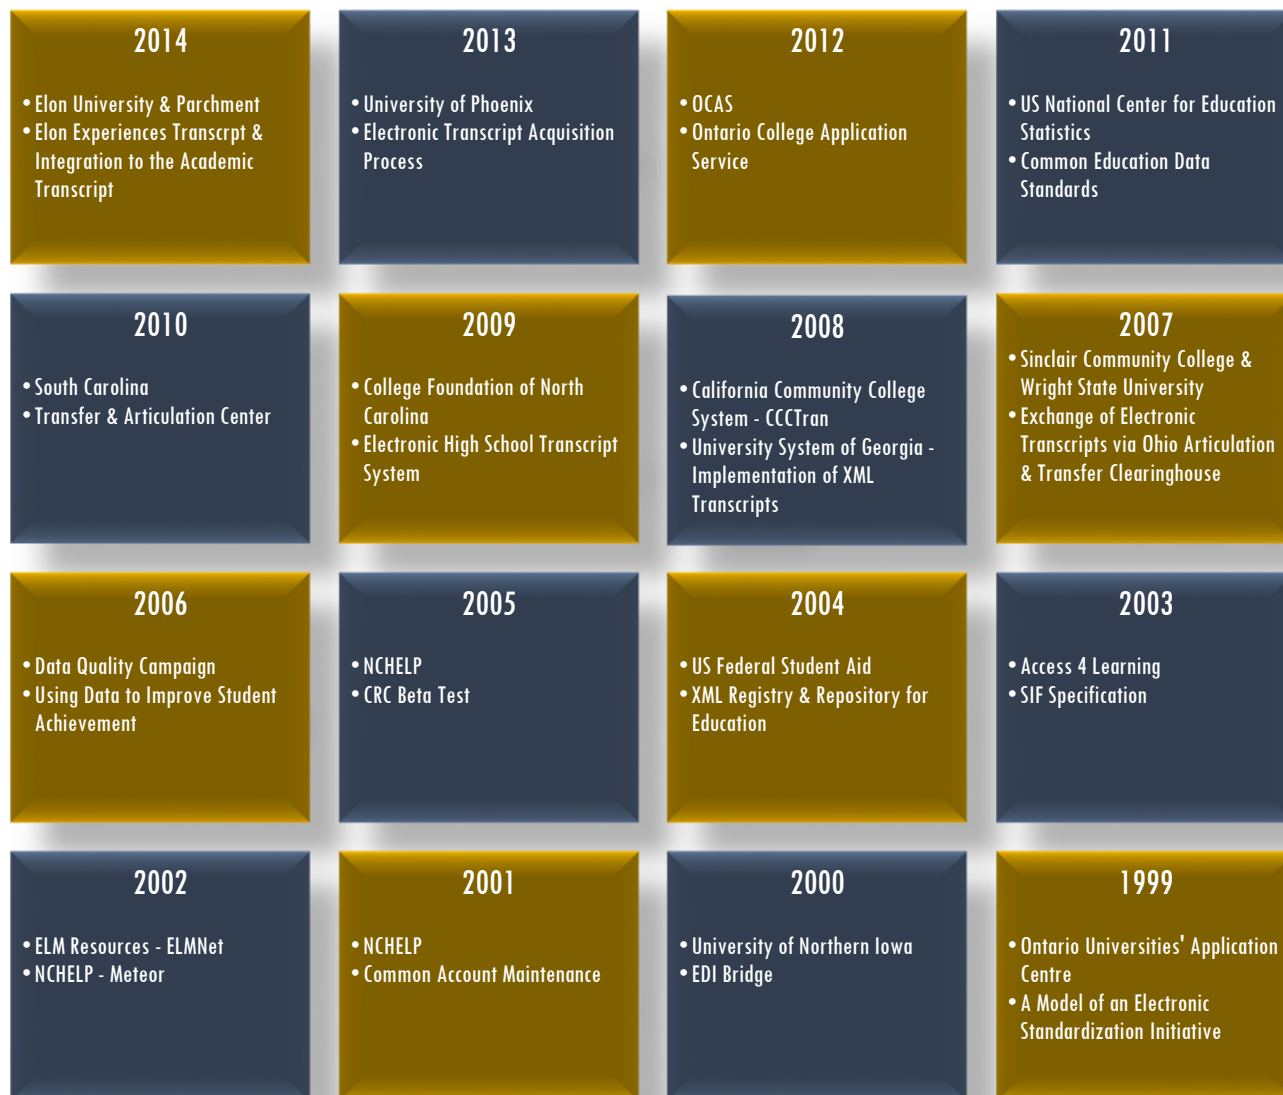 2014
• Elon University & Parchment
• Elon Experiences Transcrpt &
Integration to the Academic
Transcript
2013
• University of Phoenix
• Electronic Transcript Acquisition
Process
2012
• OCAS
• Ontario College Application
Service
2011
• US National Center for Education
Statistics
• Common Education Data
Standards
2010
• South Carolina
• Transfer & Articulation Center
2009
• College Foundation of North
Carolina
• Electronic High School Transcript
System
2008
• California Community College
System - CCCTran
• University System of Georgia -
Implementation of XML
Transcripts
2007
• Sinclair Community College &
Wright State University
• Exchange of Electronic
Transcripts via Ohio Articulation
& Transfer Clearinghouse
2006
• Data Quality Campaign
• Using Data to Improve Student
Achievement
2005
• NCHELP
• CRC Beta Test
2004
• US Federal Student Aid
• XML Registry & Repository for
Education
2003
• Access 4 Learning
• SIF Specification
2002
• ELM Resources - ELMNet
• NCHELP - Meteor
2001
• NCHELP
• Common Account Maintenance
2000
• University of Northern Iowa
• EDI Bridge
1999
• Ontario Universities' Application
Centre
• A Model of an Electronic
Standardization Initiative